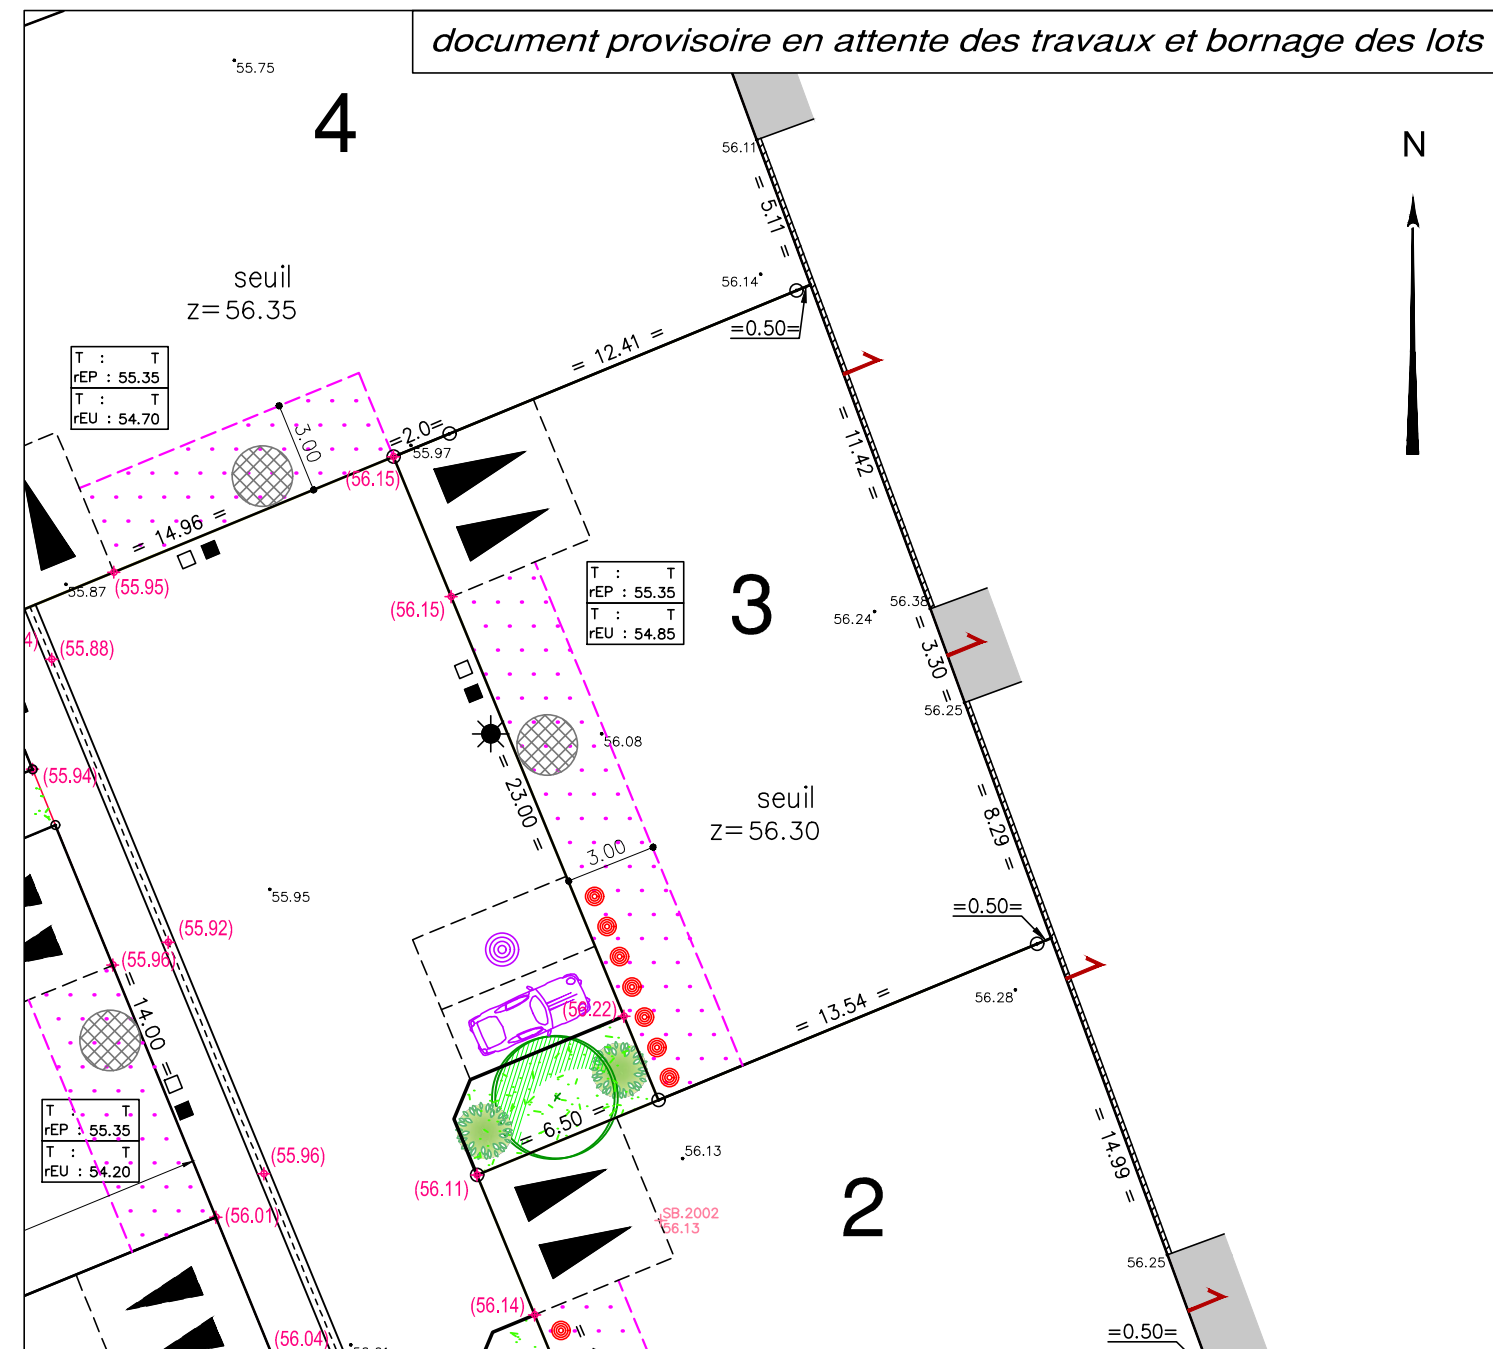 document provisoire en attente des travaux et bornage des lots
55.75
4
N
56.11
= 5.11 =
seuil
z=56.35
56.14
=0.50=
= 12.41 =
T : T
rEP : 55.35
T : T
rEU : 54.70
=2.0=
55.97
3.00
(56.15)
= 11.42 =
= 14.96 =
55.87
(55.95)
(56.15)
T : T
rEP : 55.35
T : T
rEU : 54.85
3
56.24
56.38
= 3.30 =
4)
(55.88)
56.25
56.08
(55.94)
= 23.00 =
seuil
z=56.30
= 8.29 =
3.00
55.95
=0.50=
(55.92)
(55.96)
= 14.00 =
(56.22)
56.28
= 13.54 =
T : T
rEP : 55.35
T : T
rEU : 54.20
= 6.50 =
(55.96)
56.13
(56.11)
= 14.99 =
2
SB.2002
56.13
(56.01)
56.25
(56.14)
(56.04)
=0.50=
=